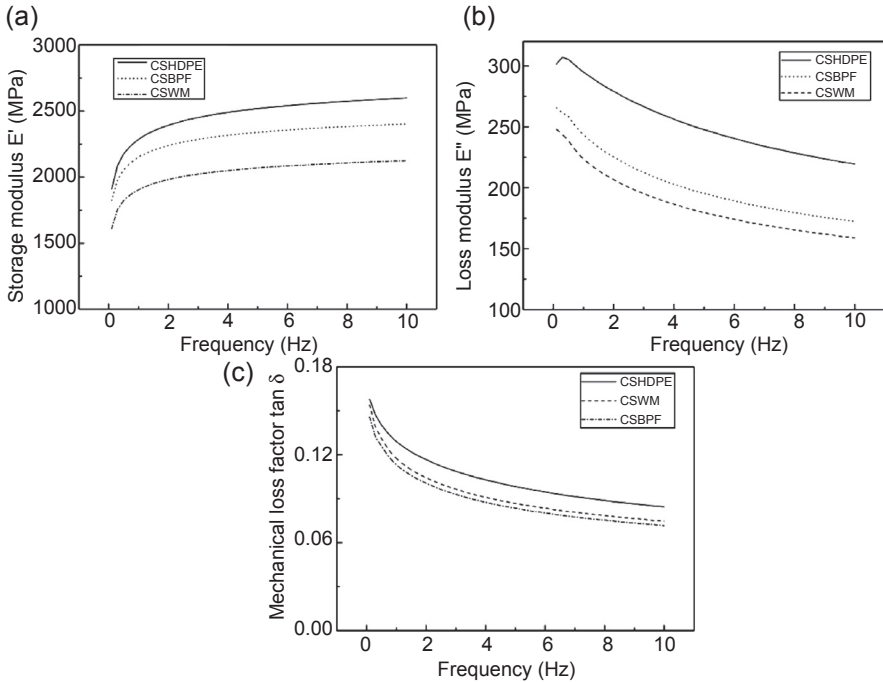 (a)
Storage modulus E' (MPa)
3000
2500
2000
1500
1000
CSHDPE
CSBPF
CSWM
0 2 4 6 8 10
Frequency (Hz)
(b)
Loss modulus E" (MPa)
300
250
200
175
100
CSHDPE
CSBPF
CSWM
0 2 4 6 8 10
Frequency (Hz)
(c)
Mechanical loss factor tan δ
0.18
0.12
0.06
0.00
CSHDPE
CSWM
CSBPF
0 2 4 6 8 10
Frequency (Hz)